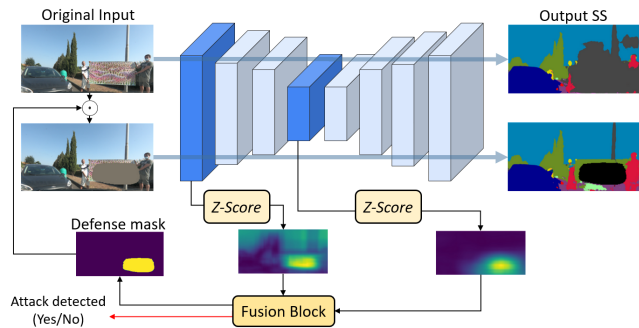 Original Input
Output SS
Z-Score
Z-Score
Defense mask
Attack detected
(Yes/No)
Fusion Block